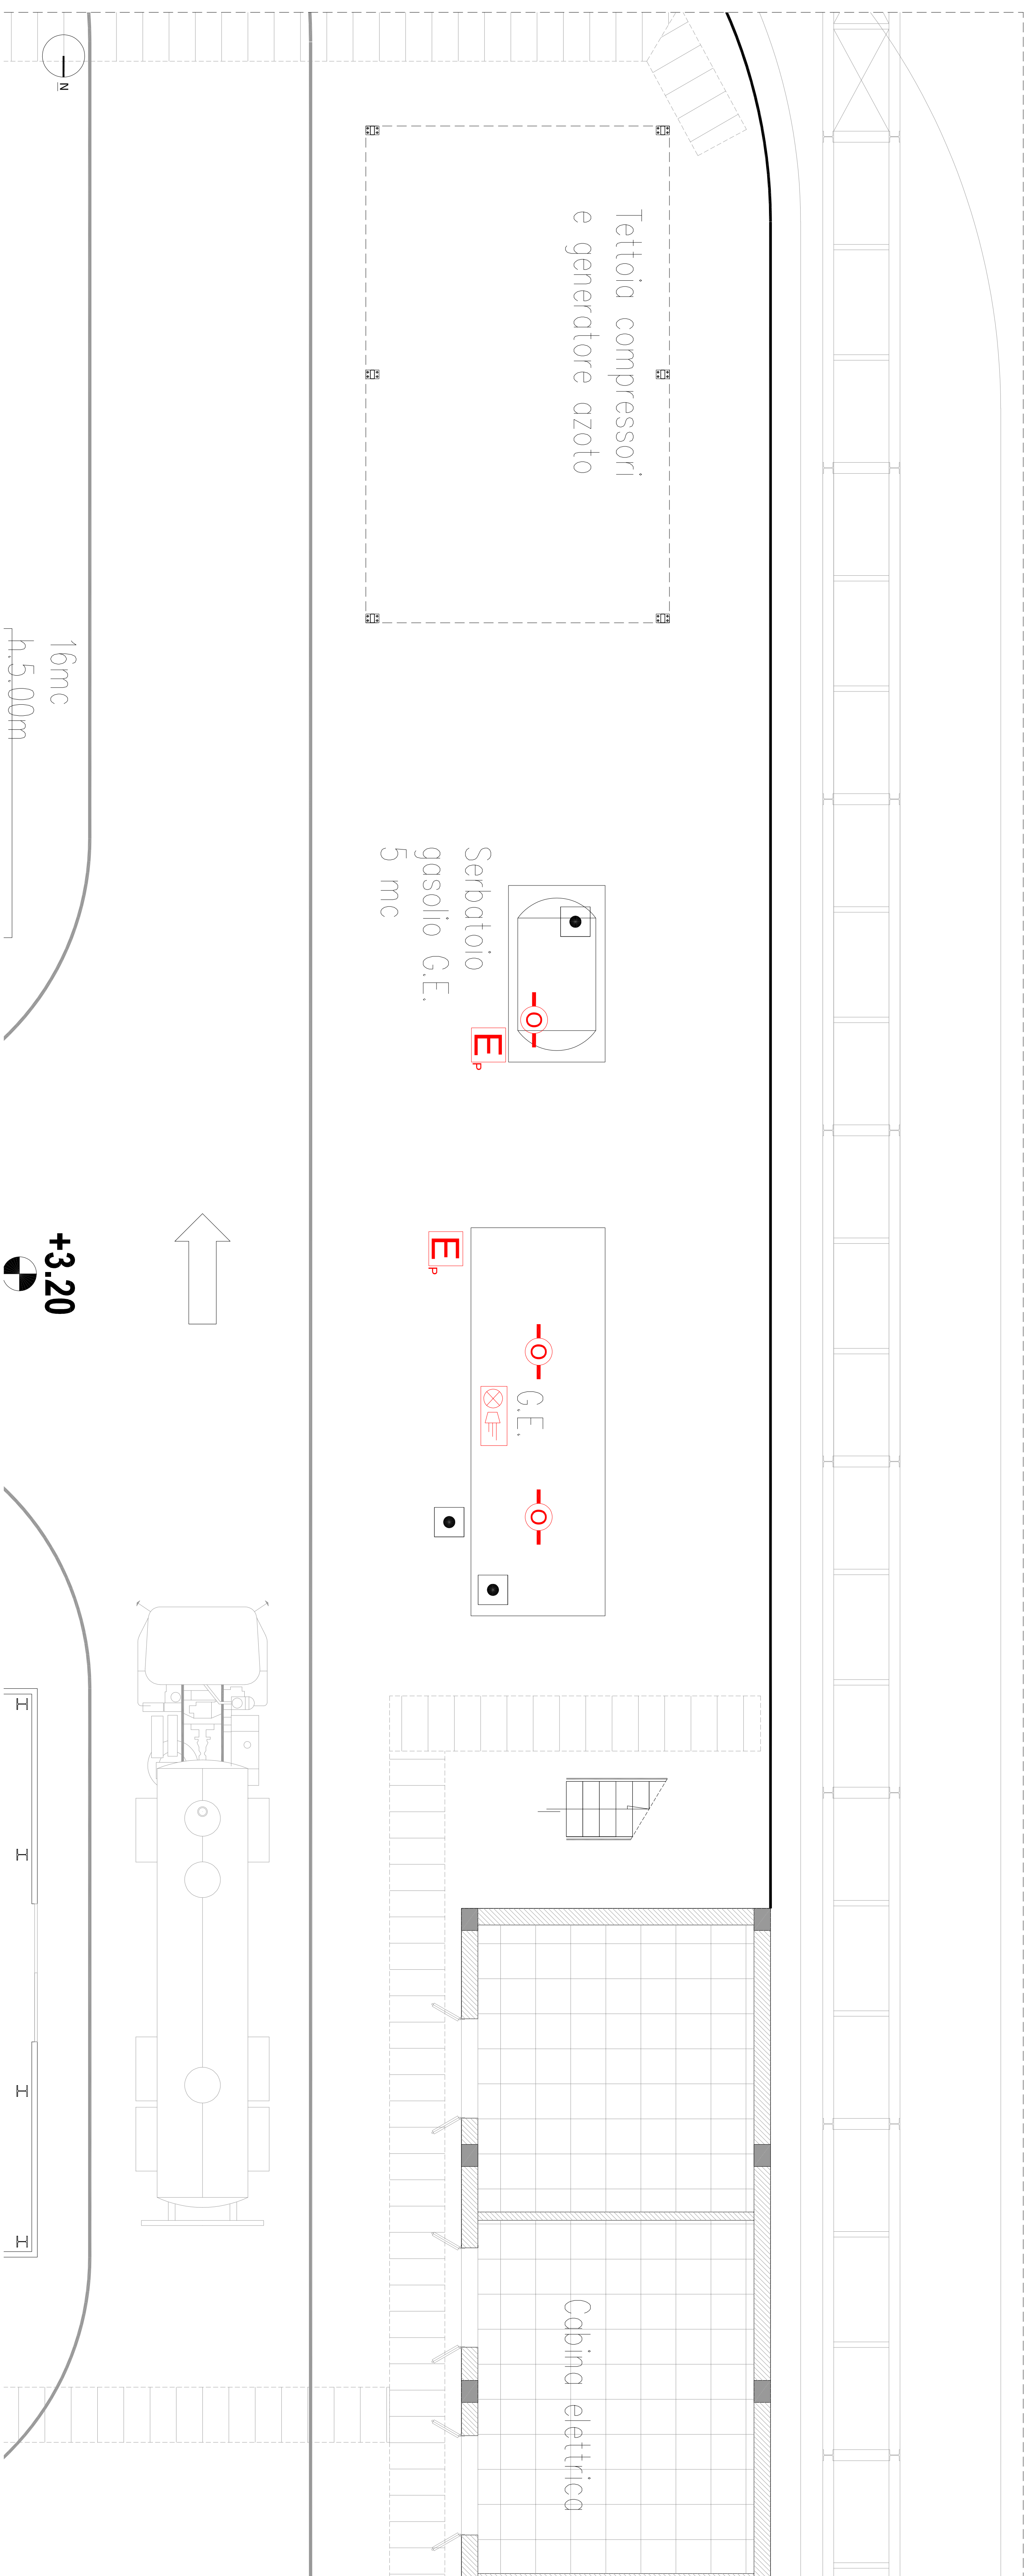 N
Tettoia compressori
e generatore azoto
16mc
h.5.00m
Serbatoio
gasolio G.E.
5 mc
O
E
P
+3.20
E
P
O
G.E.
O
Cabina elettrica